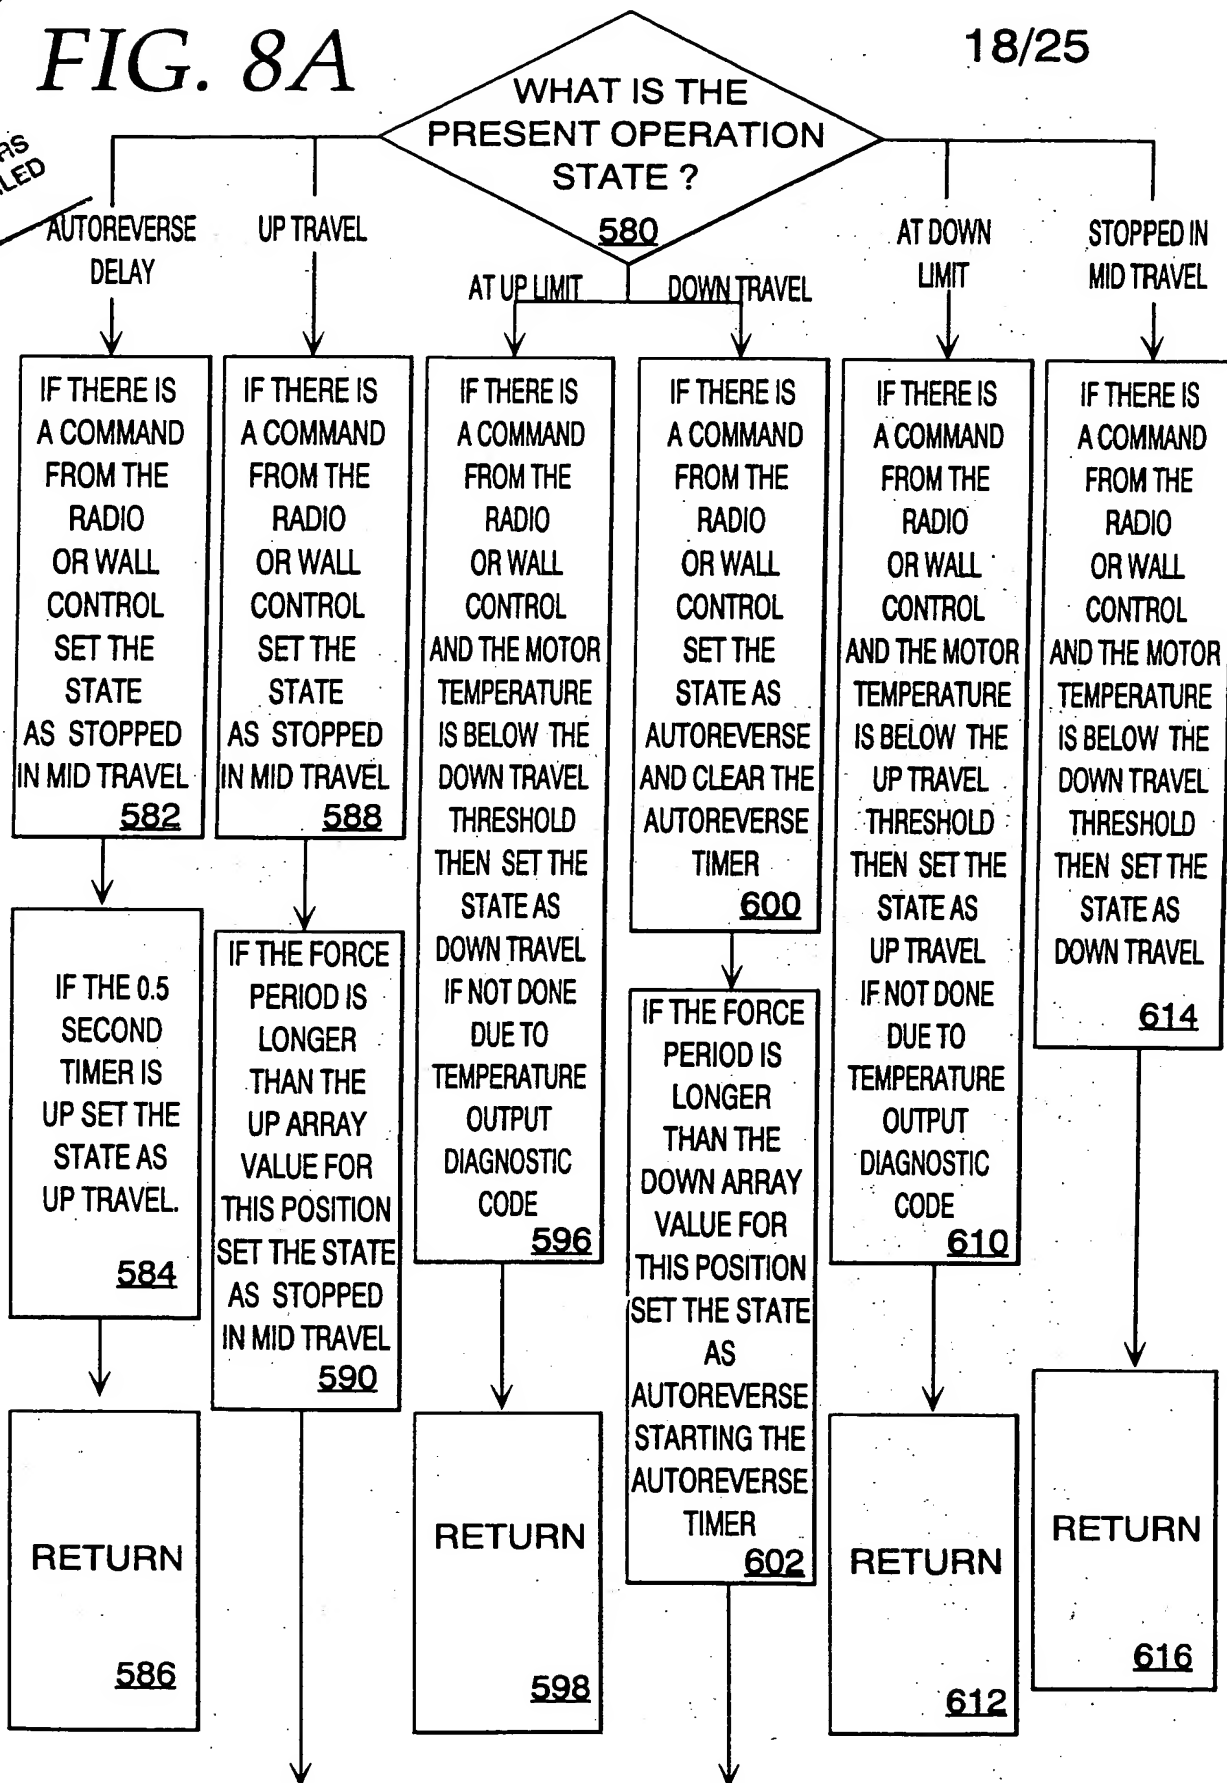 FIG. 8A
18/25
WHAT IS THE
PRESENT OPERATION
STATE ?
580
AUTOREVERSE
DELAY
UP TRAVEL
AT UP LIMIT
DOWN TRAVEL
AT DOWN
LIMIT
STOPPED IN
MID TRAVEL
IF THERE IS
A COMMAND
FROM THE
RADIO
OR WALL
CONTROL
SET THE
STATE
AS STOPPED
IN MID TRAVEL
582
IF THE 0.5
SECOND
TIMER IS
UP SET THE
STATE AS
UP TRAVEL.
584
RETURN
586
IF THERE IS
A COMMAND
FROM THE
RADIO
OR WALL
CONTROL
SET THE
STATE
AS STOPPED
IN MID TRAVEL
588
IF THE FORCE
PERIOD IS
LONGER
THAN THE
UP ARRAY
VALUE FOR
THIS POSITION
SET THE STATE
AS STOPPED
IN MID TRAVEL
590
IF THERE IS
A COMMAND
FROM THE
RADIO
OR WALL
CONTROL
AND THE MOTOR
TEMPERATURE
IS BELOW THE
DOWN TRAVEL
THRESHOLD
THEN SET THE
STATE AS
DOWN TRAVEL
IF NOT DONE
DUE TO
TEMPERATURE
OUTPUT
DIAGNOSTIC
CODE
596
RETURN
598
IF THERE IS
A COMMAND
FROM THE
RADIO
OR WALL
CONTROL
SET THE
STATE AS
AUTOREVERSE
AND CLEAR THE
AUTOREVERSE
TIMER
600
IF THE FORCE
PERIOD IS
LONGER
THAN THE
DOWN ARRAY
VALUE FOR
THIS POSITION
SET THE STATE
AS
AUTOREVERSE
STARTING THE
AUTOREVERSE
TIMER
602
IF THERE IS
A COMMAND
FROM THE
RADIO
OR WALL
CONTROL
AND THE MOTOR
TEMPERATURE
IS BELOW THE
UP TRAVEL
THRESHOLD
THEN SET THE
STATE AS
UP TRAVEL
IF NOT DONE
DUE TO
TEMPERATURE
OUTPUT
DIAGNOSTIC
CODE
610
RETURN
612
IF THERE IS
A COMMAND
FROM THE
RADIO
OR WALL
CONTROL
AND THE MOTOR
TEMPERATURE
IS BELOW THE
DOWN TRAVEL
THRESHOLD
THEN SET THE
STATE AS
DOWN TRAVEL
614
RETURN
616